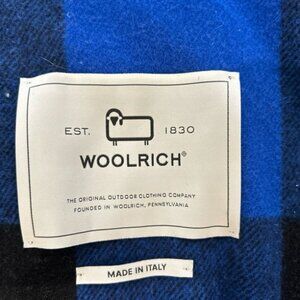 EST. 1830
WOOLRICH®
THE ORIGINAL OUTDOOR CLOTHING COMPANY
FOUNDED IN WOOLRICH, PENNSYLVANIA
MADE IN ITALY